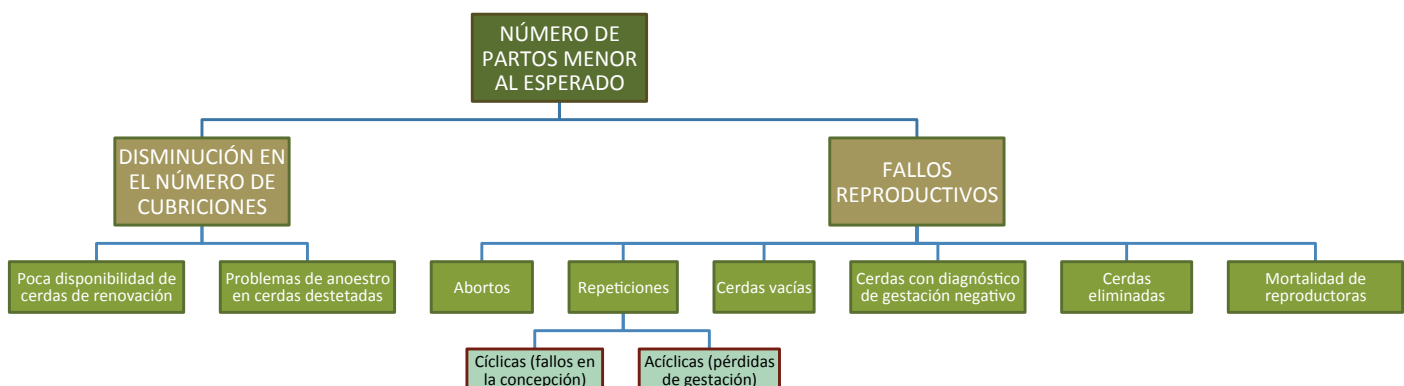 NÚMERO DE
PARTOS MENOR
AL ESPERADO
DISMINUCIÓN EN
EL NÚMERO DE
CUBRICIONES
FALLOS
REPRODUCTIVOS
Poca disponibilidad de
cerdas de renovación
Problemas de anoestro
en cerdas destetadas
Abortos
Repeticiones
Cerdas vacías
Cerdas con diagnóstico
de gestación negativo
Cerdas
eliminadas
Mortalidad de
reproductoras
Cíclicas (fallos en
la concepción)
Acíclicas (pérdidas
de gestación)